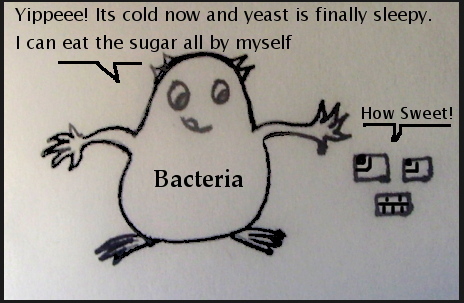 Yippeee! Its cold now and yeast is finally sleepy.
I can eat the sugar all by myself
How Sweet!
Bacteria